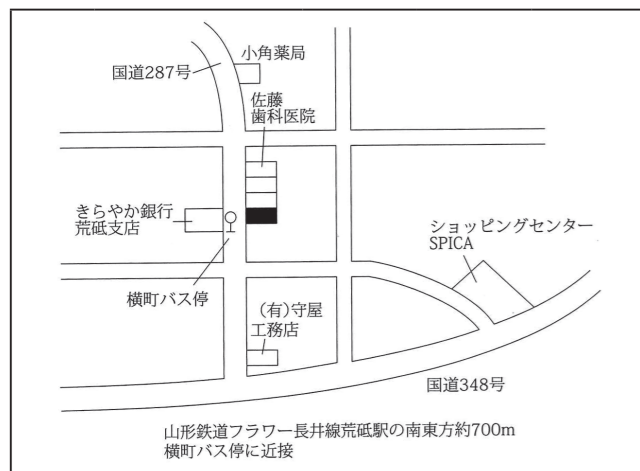 小角薬局
国道287号
佐藤
歯科医院
きらやか銀行
荒砥支店
ショッピングセンター
SPICA
横町バス停
(有)守屋
工務店
国道348号
山形鉄道フラワー長井線荒砥駅の南東方約700m
横町バス停に近接